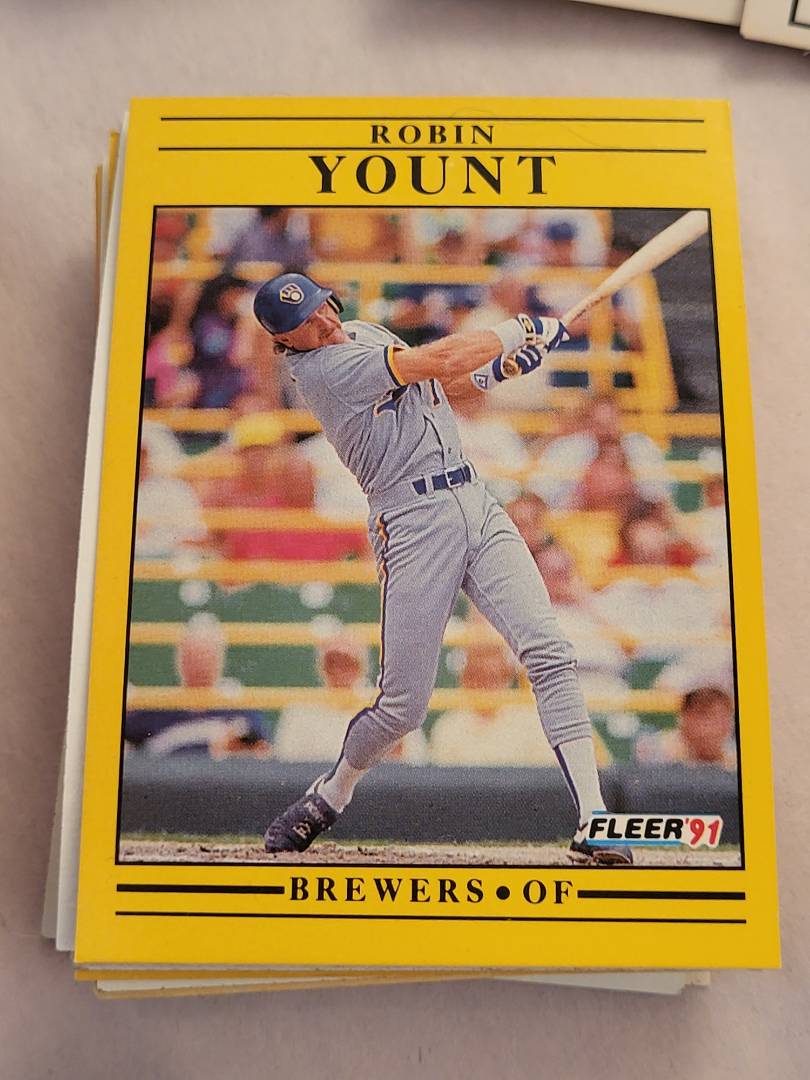 ROBIN
YOUNT
FLEER '91
BREWERS • OF